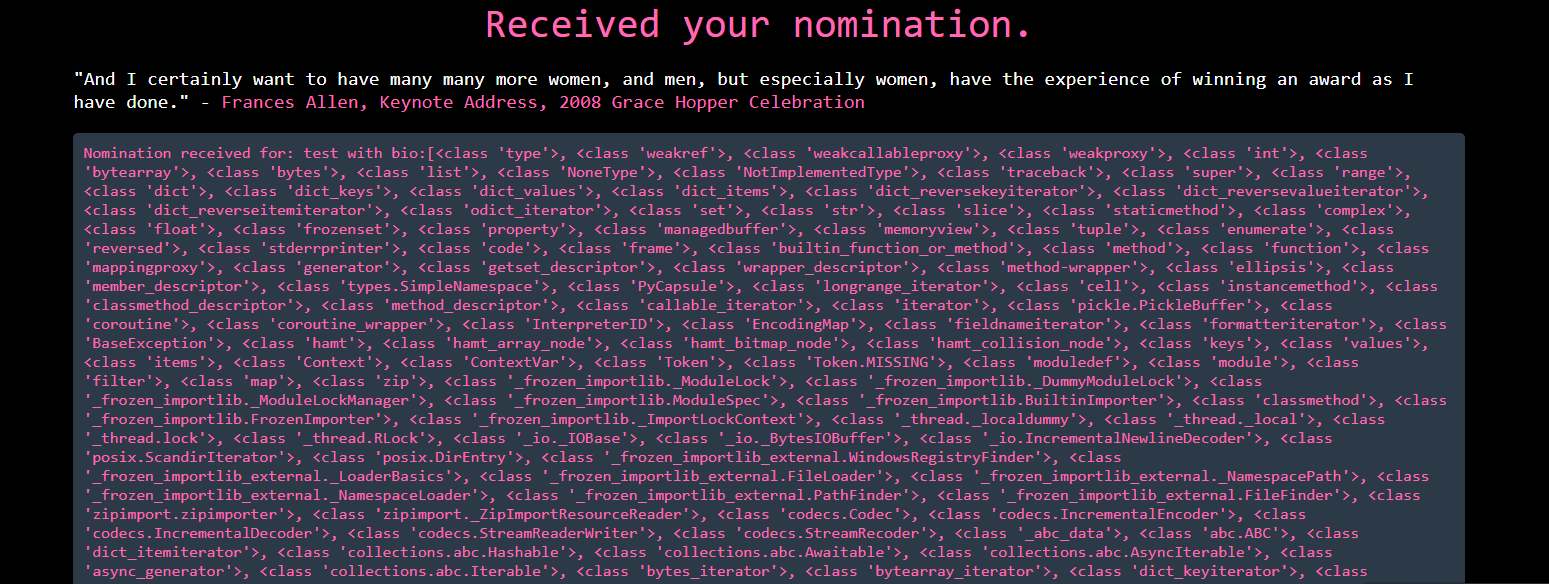 Received your nomination.
"And I certainly want to have many many more women, and men, but especially women, have the experience of winning an award as I
have done." - Frances Allen, Keynote Address, 2008 Grace Hopper Celebration
Nomination received for: test with bio:[<class 'type'>, <class 'weakref'>, <class 'weakcallableproxy'>, <class 'weakproxy'>, <class 'int'>, <class
'bytearray'>, <class 'bytes'>, <class 'list'>, <class 'NoneType'>, <class 'NotImplementedType'>, <class 'traceback'>, <class 'super'>, <class 'range'>,
<class 'dict'>, <class 'dict_keys'>, <class 'dict_values'>, <class 'dict_items'>, <class 'dict_reversekeyiterator'>, <class 'dict_reversevalueiterator'>,
<class 'dict_reverseitemiterator'>, <class 'odict_iterator'>, <class 'set'>, <class 'str'>, <class 'slice'>, <class 'staticmethod'>, <class 'complex'>,
<class 'float'>, <class 'frozenset'>, <class 'property'>, <class 'managedbuffer'>, <class 'memoryview'>, <class 'tuple'>, <class 'enumerate'>, <class
'reversed'>, <class 'stderrprinter'>, <class 'code'>, <class 'frame'>, <class 'builtin_function_or_method'>, <class 'method'>, <class 'function'>, <class
'mappingproxy'>, <class 'generator'>, <class 'getset_descriptor'>, <class 'wrapper_descriptor'>, <class 'method-wrapper'>, <class 'ellipsis'>, <class
'member_descriptor'>, <class 'types.SimpleNamespace'>, <class 'PyCapsule'>, <class 'longrange_iterator'>, <class 'cell'>, <class 'instancemethod'>, <class
'classmethod_descriptor'>, <class 'method_descriptor'>, <class 'callable_iterator'>, <class 'iterator'>, <class 'pickle.PickleBuffer'>, <class
'coroutine'>, <class 'coroutine_wrapper'>, <class 'InterpreterID'>, <class 'EncodingMap'>, <class 'fieldnameiterator'>, <class 'formatteriterator'>, <class
'BaseException'>, <class 'hamt'>, <class 'hamt_array_node'>, <class 'hamt_bitmap_node'>, <class 'hamt_collision_node'>, <class 'keys'>, <class 'values'>,
<class 'items'>, <class 'Context'>, <class 'ContextVar'>, <class 'Token'>, <class 'Token.MISSING'>, <class 'moduledef'>, <class 'module'>, <class
'filter'>, <class 'map'>, <class 'zip'>, <class '_frozen_importlib._ModuleLock'>, <class '_frozen_importlib._DummyModuleLock'>, <class
'_frozen_importlib._ModuleLockManager'>, <class '_frozen_importlib.ModuleSpec'>, <class '_frozen_importlib.BuiltinImporter'>, <class 'classmethod'>, <class
'_frozen_importlib.FrozenImporter'>, <class '_frozen_importlib._ImportLockContext'>, <class '_thread._localdummy'>, <class '_thread._local'>, <class
'_thread.lock'>, <class '_thread.RLock'>, <class '_io._IOBase'>, <class '_io._BytesIOBuffer'>, <class '_io.IncrementalNewlineDecoder'>, <class
'posix.ScandirIterator'>, <class 'posix.DirEntry'>, <class '_frozen_importlib_external.WindowsRegistryFinder'>, <class
'_frozen_importlib_external._LoaderBasics'>, <class '_frozen_importlib_external.FileLoader'>, <class '_frozen_importlib_external._NamespacePath'>, <class
'_frozen_importlib_external._NamespaceLoader'>, <class '_frozen_importlib_external.PathFinder'>, <class '_frozen_importlib_external.FileFinder'>, <class
'zipimport.zipimporter'>, <class 'zipimport._ZipImportResourceReader'>, <class 'codecs.Codec'>, <class 'codecs.IncrementalEncoder'>, <class
'codecs.IncrementalDecoder'>, <class 'codecs.StreamReaderWriter'>, <class 'codecs.StreamRecoder'>, <class '_abc_data'>, <class 'abc.ABC'>, <class
'dict_itemiterator'>, <class 'collections.abc.Hashable'>, <class 'collections.abc.Awaitable'>, <class 'collections.abc.AsyncIterable'>, <class
'async_generator'>, <class 'collections.abc.Iterable'>, <class 'bytes_iterator'>, <class 'bytearray_iterator'>, <class 'dict_keyiterator'>, <class